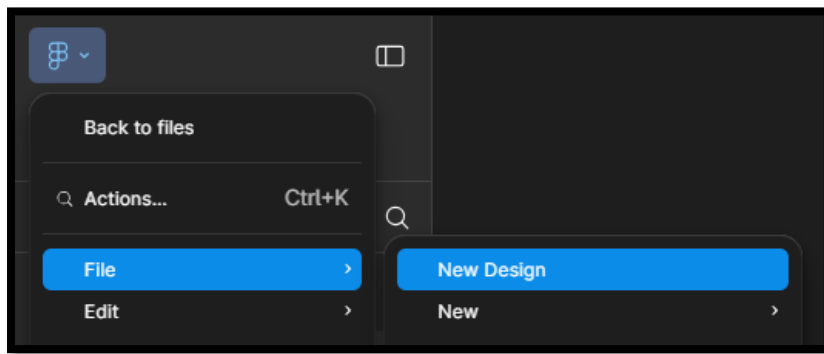 Back to files
Actions... Ctrl+K
File
New Design
Edit
New